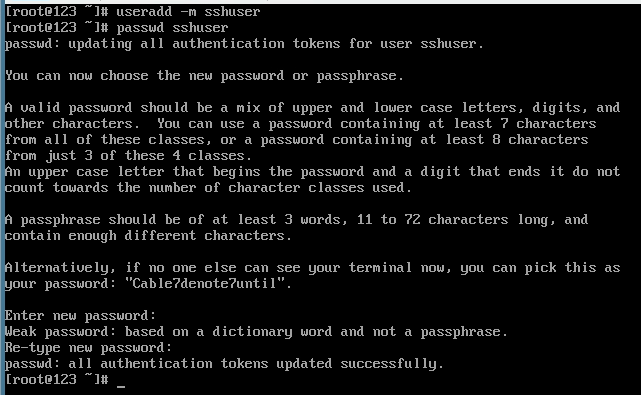 [root@123 ~]# useradd -m sshuser
[root@123 ~]# passwd sshuser
passwd: updating all authentication tokens for user sshuser.
You can now choose the new password or passphrase.
A valid password should be a mix of upper and lower case letters, digits, and
other characters.  You can use a password containing at least 7 characters
from all of these classes, or a password containing at least 8 characters
from just 3 of these 4 classes.
An upper case letter that begins the password and a digit that ends it do not
count towards the number of character classes used.
A passphrase should be of at least 3 words, 11 to 72 characters long, and
contain enough different characters.
Alternatively, if no one else can see your terminal now, you can pick this as
your password: "Cable7denote7until".
Enter new password:
Weak password: based on a dictionary word and not a passphrase.
Re-type new password:
passwd: all authentication tokens updated successfully.
[root@123 ~]# _